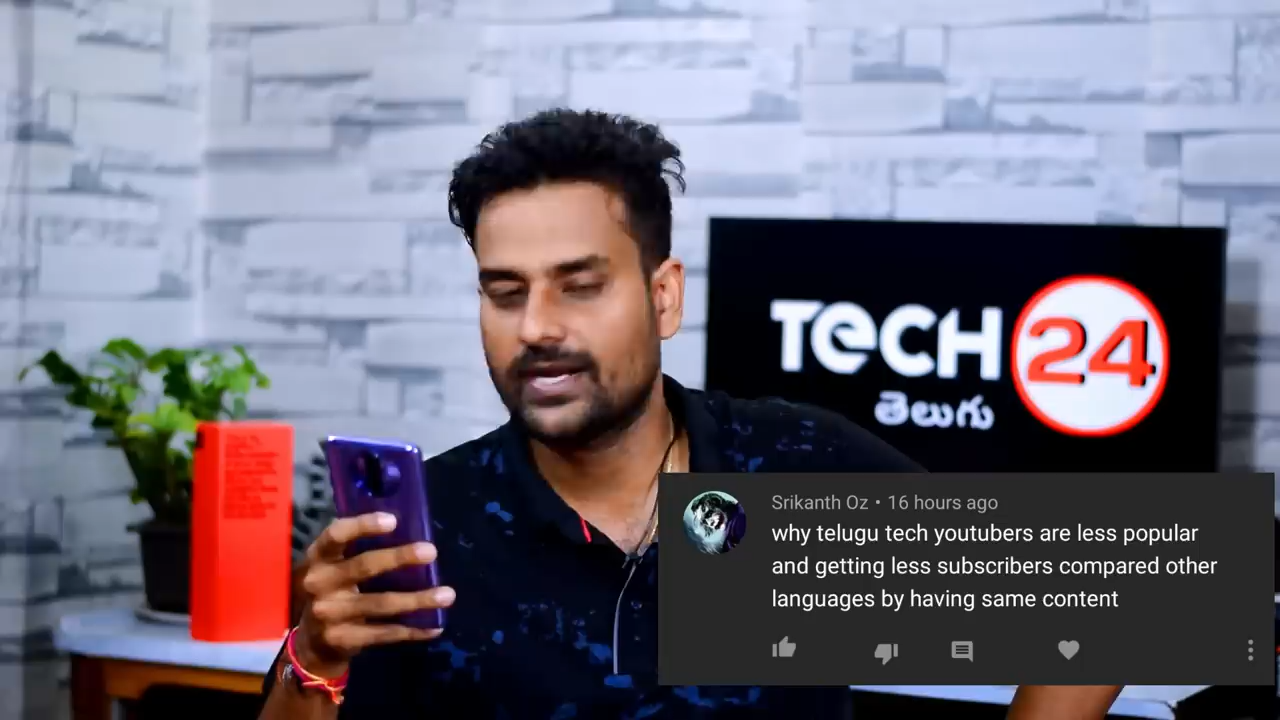 TECH 24
తెలుగు
Srikanth Oz • 16 hours ago
why telugu tech youtubers are less popular
and getting less subscribers compared other
languages by having same content